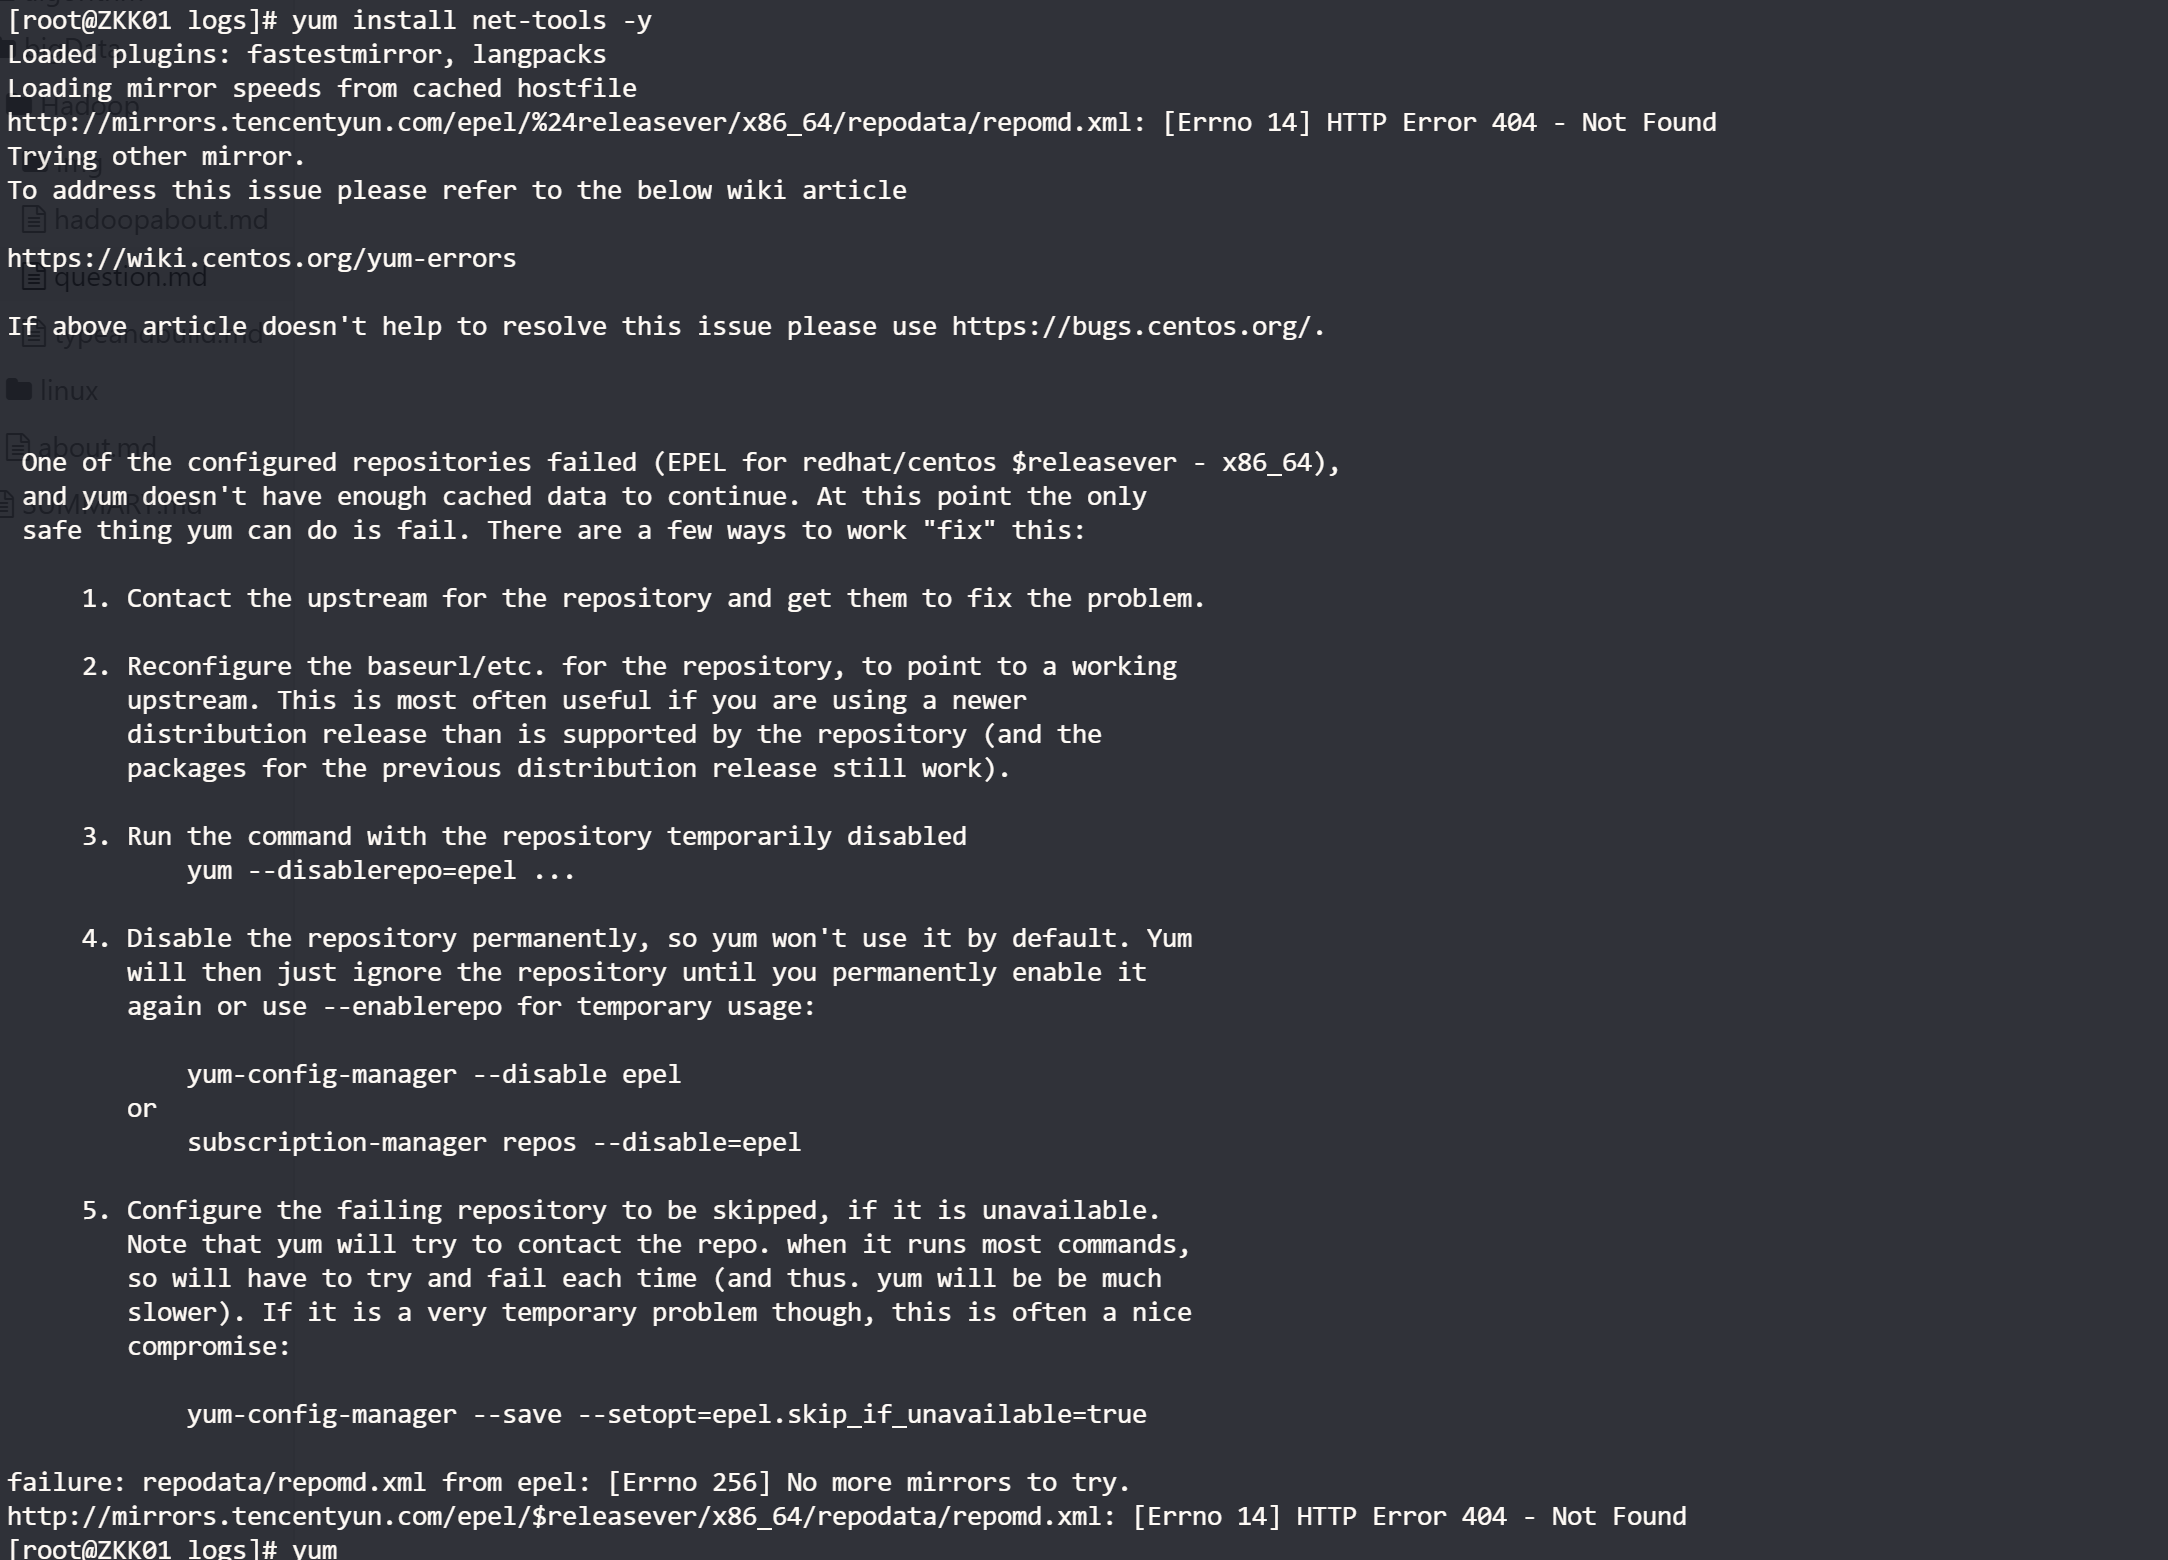 [root@ZKK01 logs]# yum install net-tools -y
Loaded plugins: fastestmirror, langpacks
Loading mirror speeds from cached hostfile
Hadoop
http://mirrors.tencentyun.com/epel/%24releasever/x86_64/repodata/repomd.xml: [Errno 14] HTTP Error 404 - Not Found
Trying other mirror.
To address this issue please refer to the below wiki article
hadoopabout.md
https://wiki.centos.org/yum-errors
question.md
If above article doesn't help to resolve this issue please use https://bugs.centos.org/.
typeandbuild.md
linux
about.md
One of the configured repositories failed (EPEL for redhat/centos $releasever - x86_64),
and yum doesn't have enough cached data to continue. At this point the only
SUMMARY.md
safe thing yum can do is fail. There are a few ways to work "fix" this:
1. Contact the upstream for the repository and get them to fix the problem.
2. Reconfigure the baseurl/etc. for the repository, to point to a working
upstream. This is most often useful if you are using a newer
distribution release than is supported by the repository (and the
packages for the previous distribution release still work).
3. Run the command with the repository temporarily disabled
yum --disablerepo=epel ...
4. Disable the repository permanently, so yum won't use it by default. Yum
will then just ignore the repository until you permanently enable it
again or use --enablerepo for temporary usage:
yum-config-manager --disable epel
or
subscription-manager repos --disable=epel
5. Configure the failing repository to be skipped, if it is unavailable.
Note that yum will try to contact the repo. when it runs most commands,
so will have to try and fail each time (and thus. yum will be be much
slower). If it is a very temporary problem though, this is often a nice
compromise:
yum-config-manager --save --setopt=epel.skip_if_unavailable=true
failure: repodata/repomd.xml from epel: [Errno 256] No more mirrors to try.
http://mirrors.tencentyun.com/epel/$releasever/x86_64/repodata/repomd.xml: [Errno 14] HTTP Error 404 - Not Found
[root@ZKK01 logs]# yum